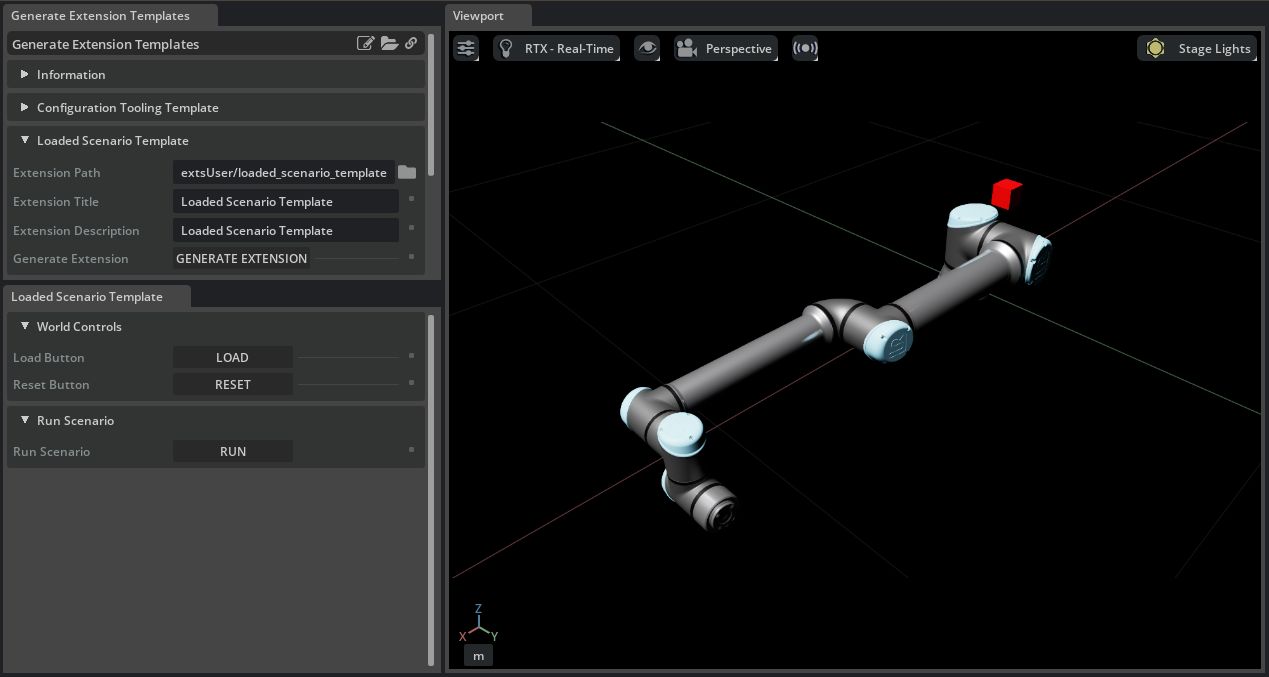 Generate Extension Templates
Generate Extension Templates
Information
Configuration Tooling Template
Loaded Scenario Template
Extension Path extsUser/loaded_scenario_template
Extension Title Loaded Scenario Template
Extension Description Loaded Scenario Template
Generate Extension GENERATE EXTENSION
Loaded Scenario Template
World Controls
Load Button LOAD
Reset Button RESET
Run Scenario
Run Scenario RUN
Viewport
RTX - Real-Time Perspective Stage Lights
UR
Z
X Y
m